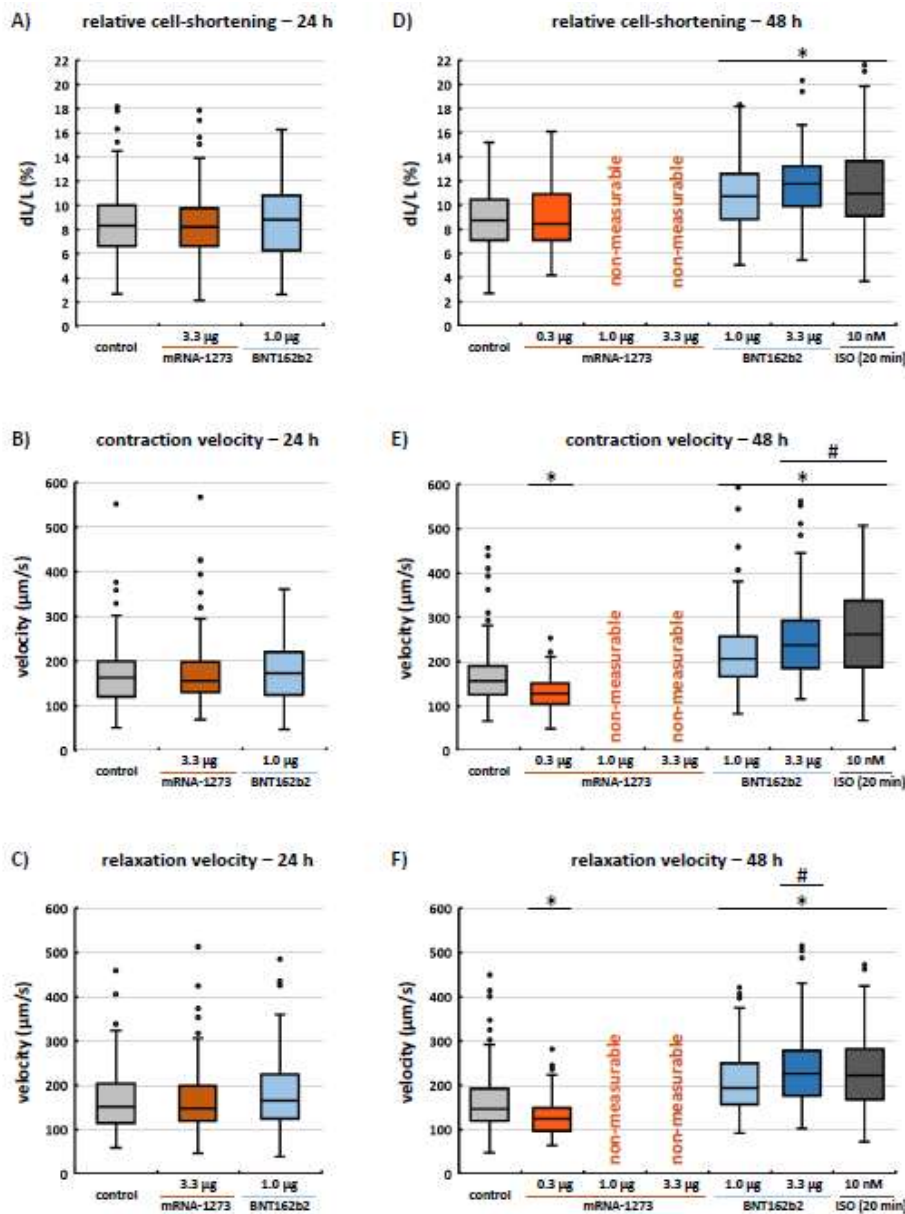 A) relative cell-shortening – 24 h
22
20
18
16
14
12
10
8
6
4
2
0
dL/L (%)
control
3.3 µg
mRNA-1273
1.0 µg
BNT162b2
D) relative cell-shortening – 48 h
*
22
20
18
16
14
12
10
8
6
4
2
0
dL/L (%)
non-measurable
non-measurable
control
0.3 µg 1.0 µg 3.3 µg
mRNA-1273
1.0 µg 3.3 µg
BNT162b2
10 nM
ISO (20 min)
B) contraction velocity – 24 h
600
500
400
300
200
100
0
velocity (µm/s)
control
3.3 µg
mRNA-1273
1.0 µg
BNT162b2
E) contraction velocity – 48 h
#
* *
600
500
400
300
200
100
0
velocity (µm/s)
non-measurable
non-measurable
control
0.3 µg 1.0 µg 3.3 µg
mRNA-1273
1.0 µg 3.3 µg
BNT162b2
10 nM
ISO (20 min)
C) relaxation velocity – 24 h
600
500
400
300
200
100
0
velocity (µm/s)
control
3.3 µg
mRNA-1273
1.0 µg
BNT162b2
F) relaxation velocity – 48 h
#
* *
600
500
400
300
200
100
0
velocity (µm/s)
non-measurable
non-measurable
control
0.3 µg 1.0 µg 3.3 µg
mRNA-1273
1.0 µg 3.3 µg
BNT162b2
10 nM
ISO (20 min)